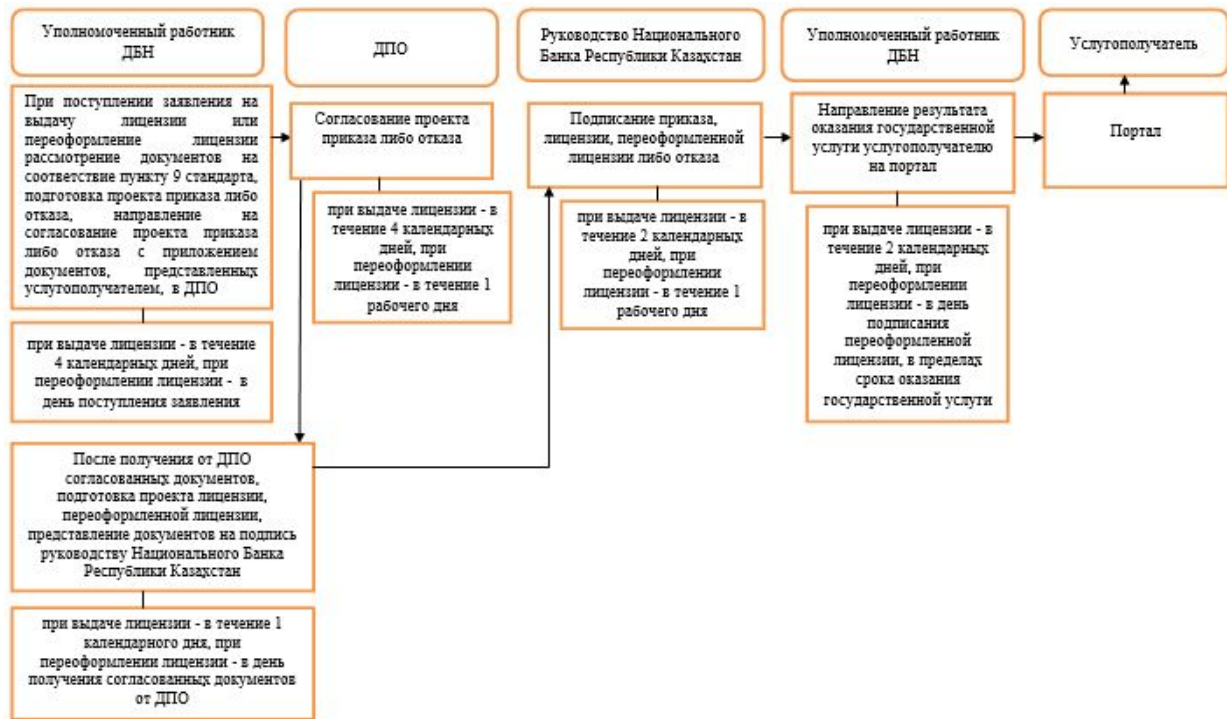 Уполномоченный работник
ДБН
ДПО
Руководство Национального
Банка Республики Казахстан
Уполномоченный работник
ДБН
Услугополучатель
При поступлении заявления на
выдачу лицензии или
переоформление лицензии
рассмотрение документов на
соответствие пункту 9 стандарта,
подготовка проекта приказа либо
отказа, направление на
согласование проекта приказа
либо отказа с приложением
документов, представленных
услугополучателем, в ДПО
Согласование проекта
приказа либо отказа
Подписание приказа,
лицензии, переоформленной
лицензии либо отказа
Направление результата
оказания государственной
услуги услугополучателю
на портал
Портал
при выдаче лицензии - в
течение 4 календарных
дней, при
переоформлении
лицензии - в течение 1
рабочего дня
при выдаче лицензии - в
течение 2 календарных
дней, при
переоформлении
лицензии - в течение 1
рабочего дня
при выдаче лицензии - в
течение 2 календарных
дней, при
переоформлении
лицензии - в день
подписания
переоформленной
лицензии, в пределах
срока оказания
государственной услуги
при выдаче лицензии - в течение
4 календарных дней, при
переоформлении лицензии - в
день поступления заявления
После получения от ДПО
согласованных документов,
подготовка проекта лицензии,
переоформленной лицензии,
представление документов на подпись
руководству Национального Банка
Республики Казахстан
при выдаче лицензии - в течение 1
календарного дня, при
переоформлении лицензии - в день
получения согласованных документов
от ДПО